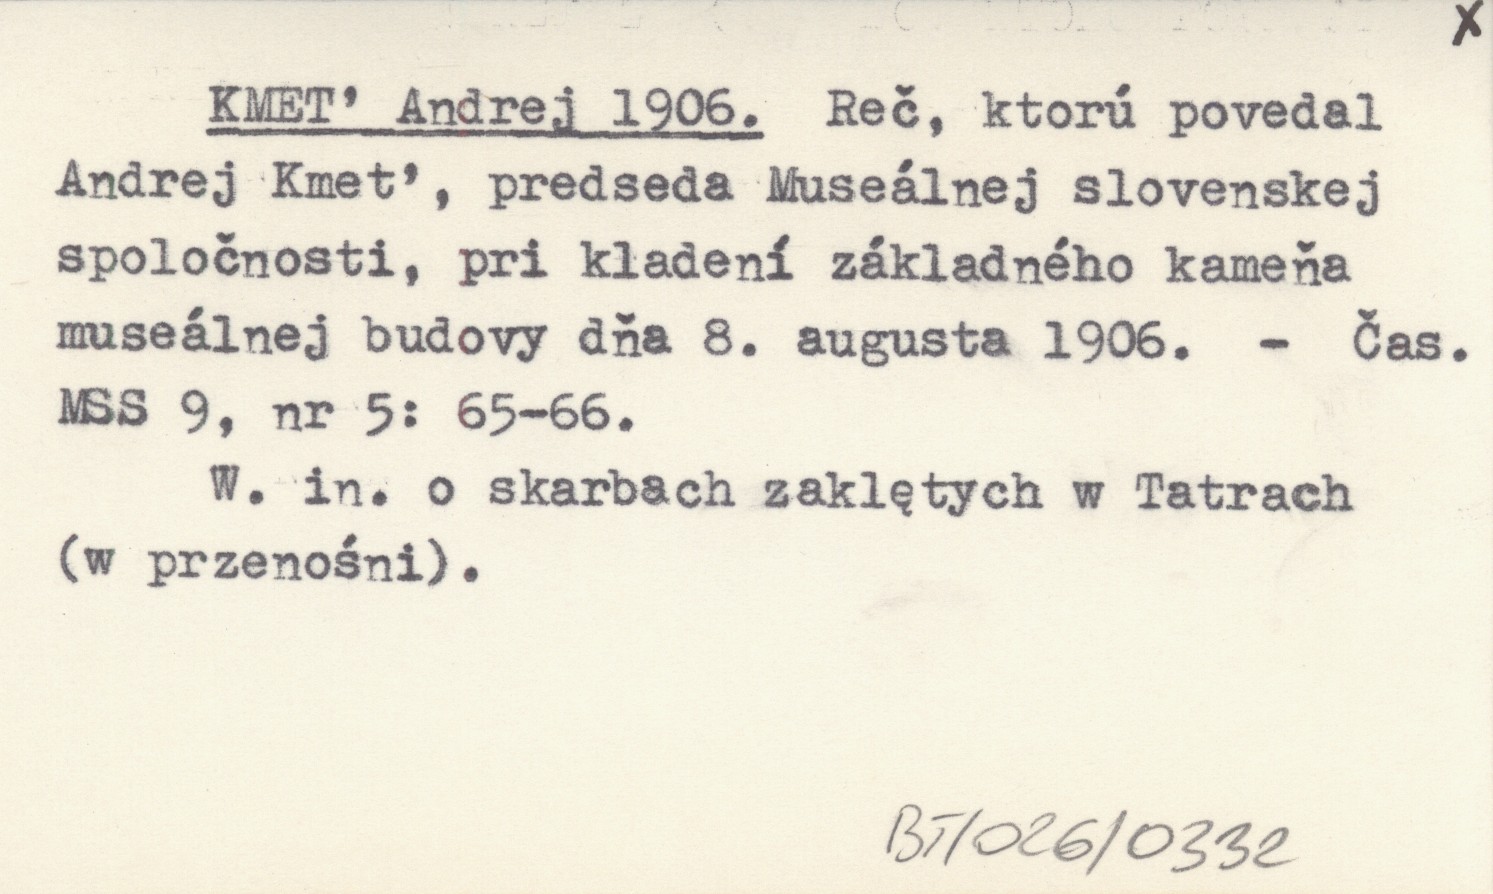 x
KMET' Andrej 1906. Reč, ktorú povedal
Andrej Kmet', predseda Museálnej slovenskej
spoločnosti, pri kladení základného kameňa
museálnej budovy dňa 8. augusta 1906. - Čas.
MSS 9, nr 5: 65-66.
W. in. o skarbach zaklętych w Tatrach
(w przenośni).
BT/026/0332